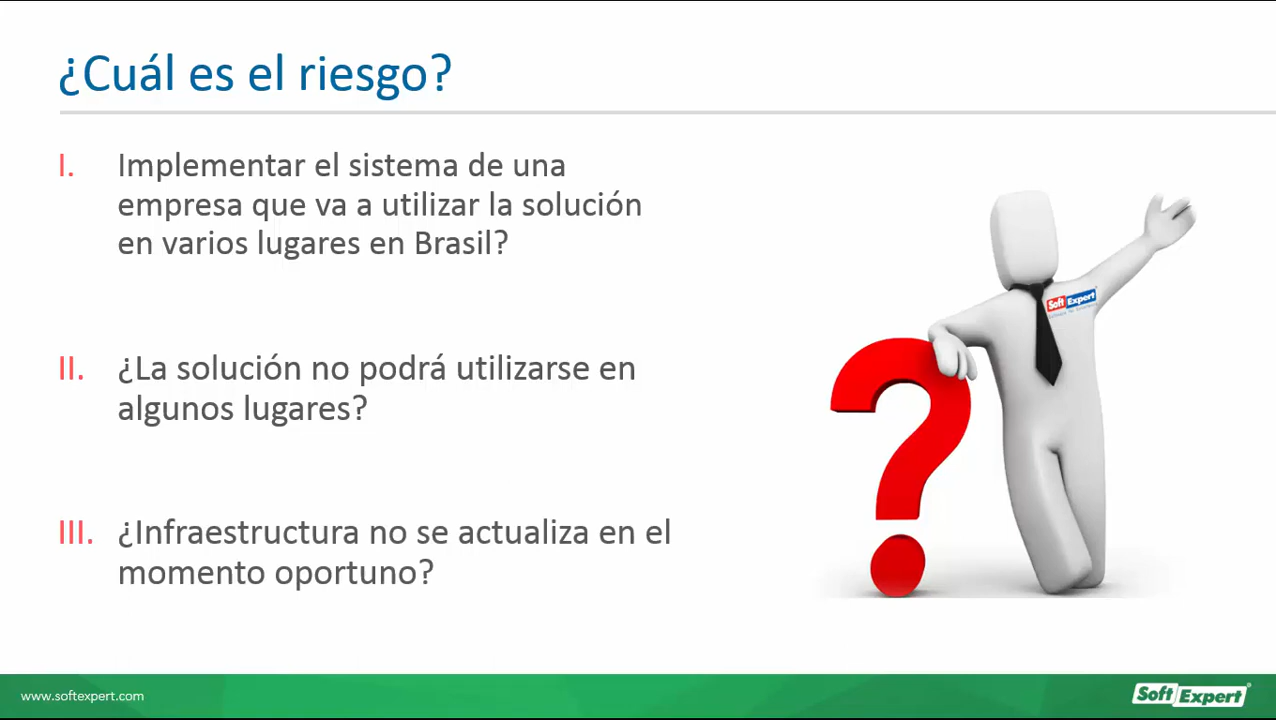 ¿Cuál es el riesgo?
I. Implementar el sistema de una
empresa que va a utilizar la solución
en varios lugares en Brasil?
II. ¿La solución no podrá utilizarse en
algunos lugares?
III. ¿Infraestructura no se actualiza en el
momento oportuno?
Soft Expert
www.softexpert.com
Soft Expert®